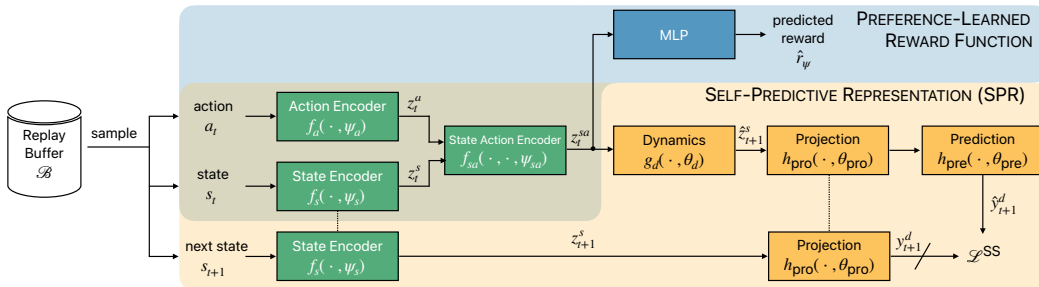 PREFERENCE-LEARNED
REWARD FUNCTION
MLP
predicted
reward
r̂_ψ
SELF-PREDICTIVE REPRESENTATION (SPR)
Replay
Buffer
ℬ
sample
action
a_t
Action Encoder
f_a( · , ψ_a)
z_t^a
state
s_t
State Encoder
f_s( · , ψ_s)
z_t^s
State Action Encoder
f_sa( · , · , ψ_sa)
z_t^sa
Dynamics
g_d( · , θ_d)
ẑ_{t+1}^s
Projection
h_pro( · , θ_pro)
Prediction
h_pre( · , θ_pre)
ŷ_{t+1}^d
next state
s_{t+1}
State Encoder
f_s( · , ψ_s)
z_{t+1}^s
Projection
h_pro( · , θ_pro)
y_{t+1}^d
ℒ^SS